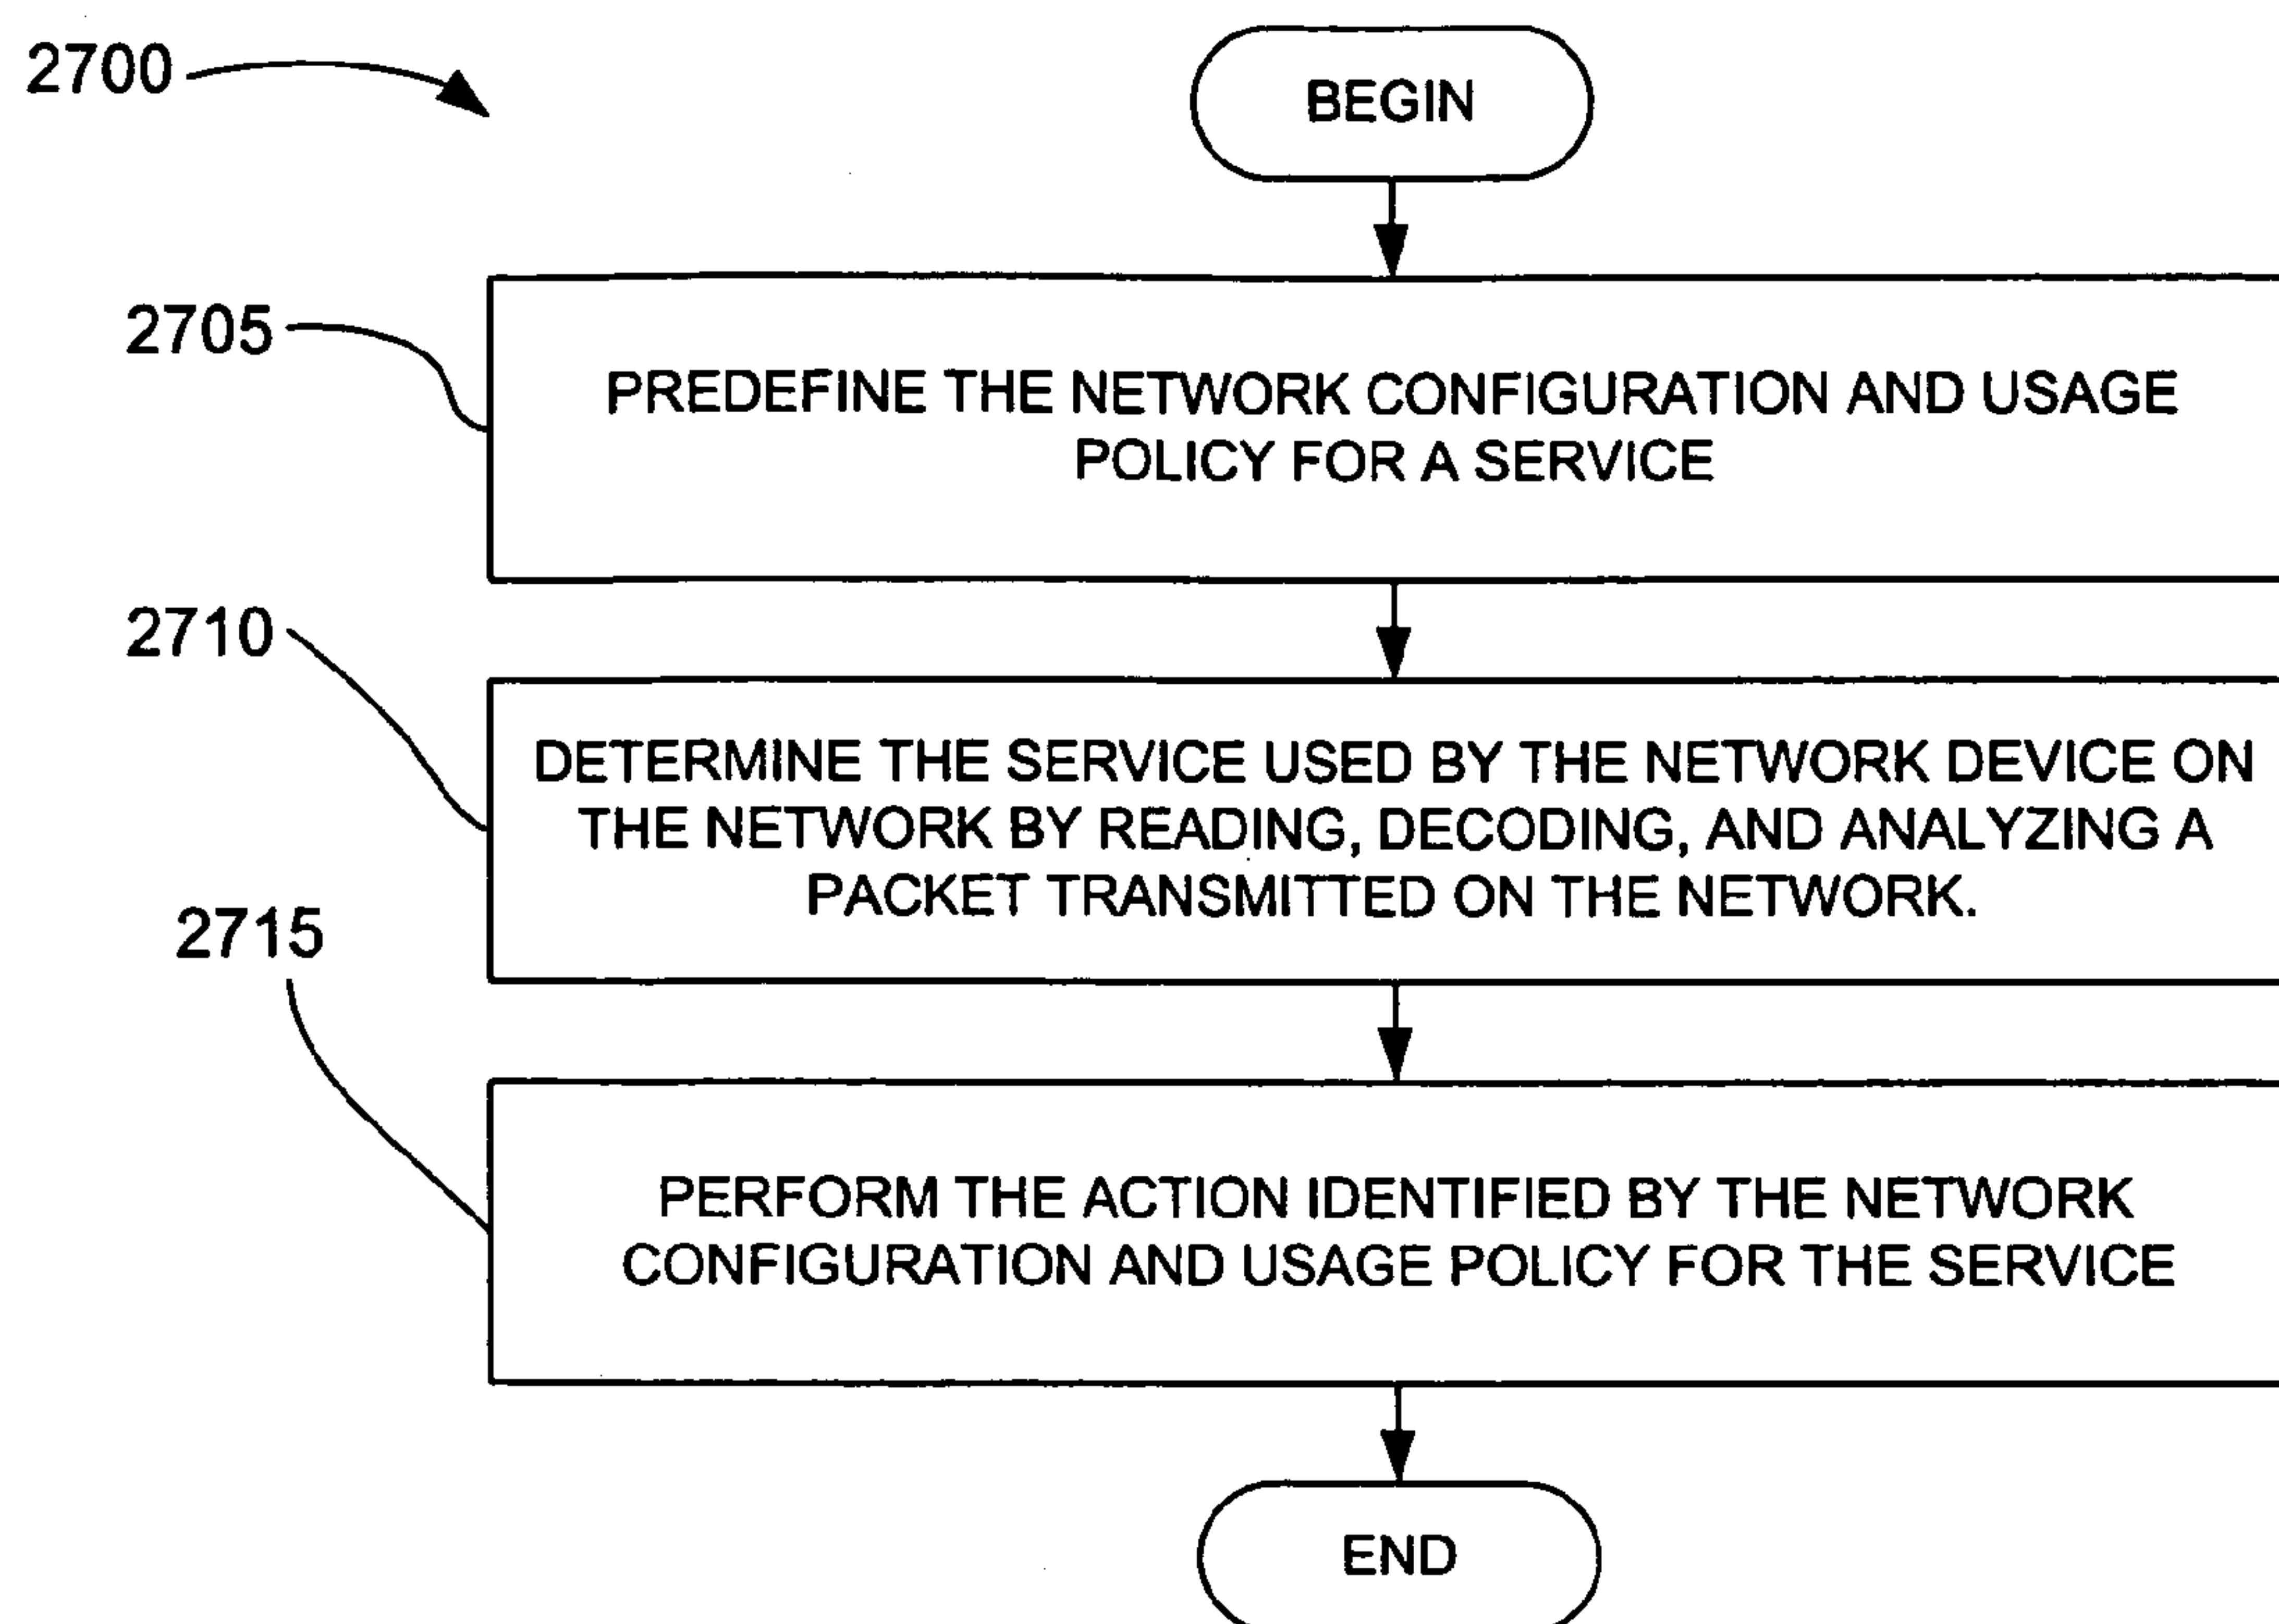 2700
BEGIN
2705
PREDEFINE THE NETWORK CONFIGURATION AND USAGE
POLICY FOR A SERVICE
2710
DETERMINE THE SERVICE USED BY THE NETWORK DEVICE ON
THE NETWORK BY READING, DECODING, AND ANALYZING A
PACKET TRANSMITTED ON THE NETWORK.
2715
PERFORM THE ACTION IDENTIFIED BY THE NETWORK
CONFIGURATION AND USAGE POLICY FOR THE SERVICE
END